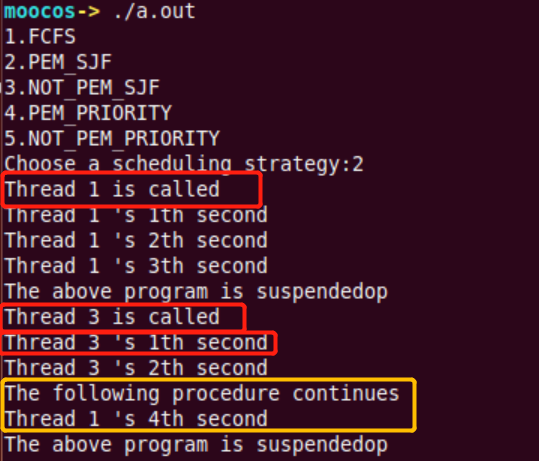 moocos-> ./a.out
1.FCFS
2.PEM_SJF
3.NOT_PEM_SJF
4.PEM_PRIORITY
5.NOT_PEM_PRIORITY
Choose a scheduling strategy:2
Thread 1 is called
Thread 1 's 1th second
Thread 1 's 2th second
Thread 1 's 3th second
The above program is suspendedop
Thread 3 is called
Thread 3 's 1th second
Thread 3 's 2th second
The following procedure continues
Thread 1 's 4th second
The above program is suspendedop